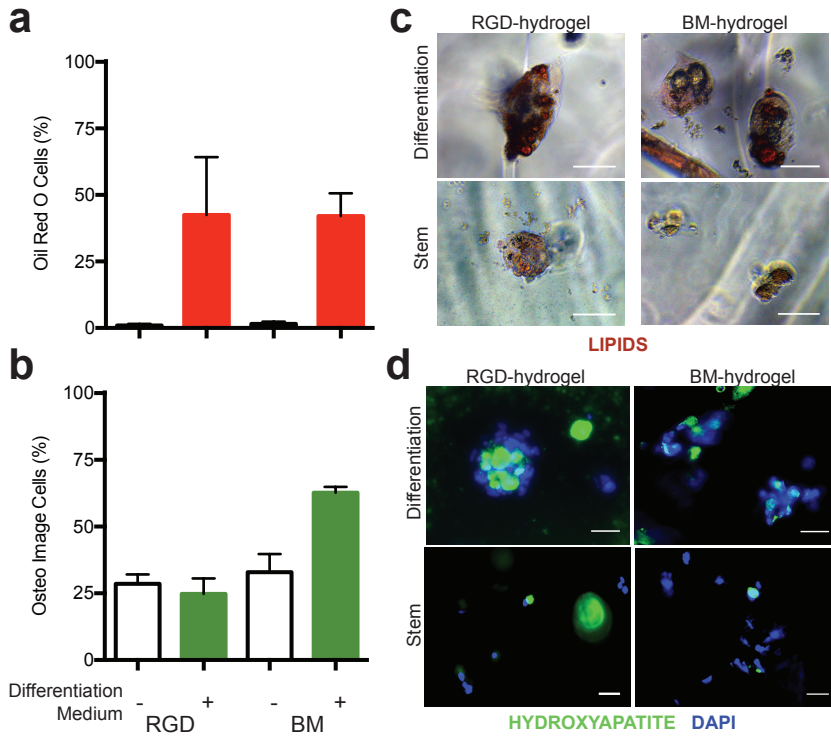 a
100
75
50
25
0
Oil Red O Cells (%)
b
100
75
50
25
0
Osteo Image Cells (%)
Differentiation
Medium
- + - +
RGD BM
c
RGD-hydrogel BM-hydrogel
Differentiation
Stem
LIPIDS
d
RGD-hydrogel BM-hydrogel
Differentiation
Stem
HYDROXYAPATITE DAPI